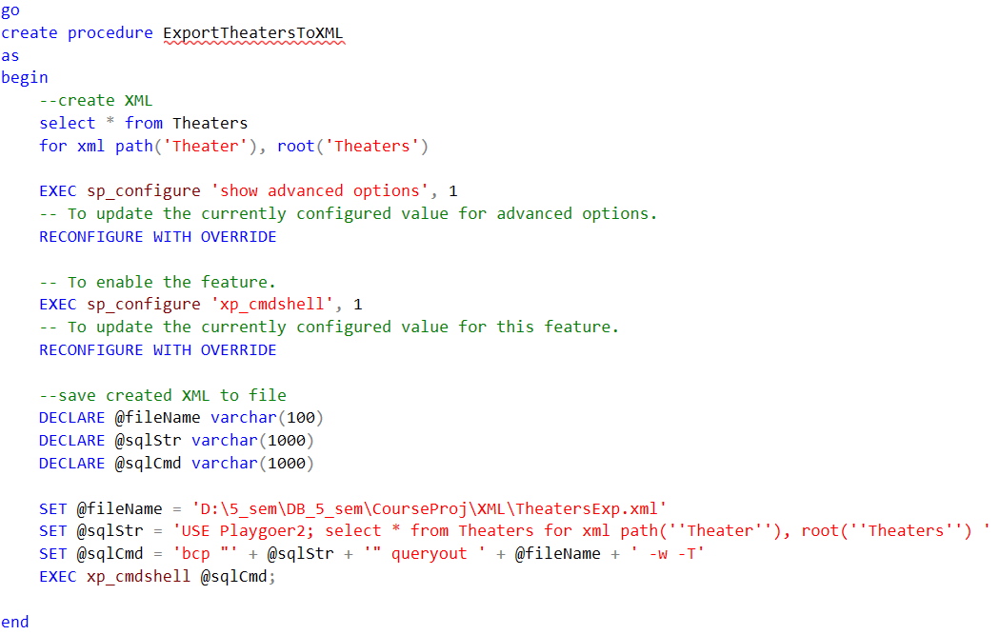 go
create procedure ExportTheatersToXML
as
begin
--create XML
select * from Theaters
for xml path('Theater'), root('Theaters')
EXEC sp_configure 'show advanced options', 1
-- To update the currently configured value for advanced options.
RECONFIGURE WITH OVERRIDE
-- To enable the feature.
EXEC sp_configure 'xp_cmdshell', 1
-- To update the currently configured value for this feature.
RECONFIGURE WITH OVERRIDE
--save created XML to file
DECLARE @fileName varchar(100)
DECLARE @sqlStr varchar(1000)
DECLARE @sqlCmd varchar(1000)
SET @fileName = 'D:\5_sem\DB_5_sem\CourseProj\XML\TheatersExp.xml'
SET @sqlStr = 'USE Playgoer2; select * from Theaters for xml path(''Theater''), root(''Theaters'') '
SET @sqlCmd = 'bcp "' + @sqlStr + '" queryout ' + @fileName + ' -w -T'
EXEC xp_cmdshell @sqlCmd;
end